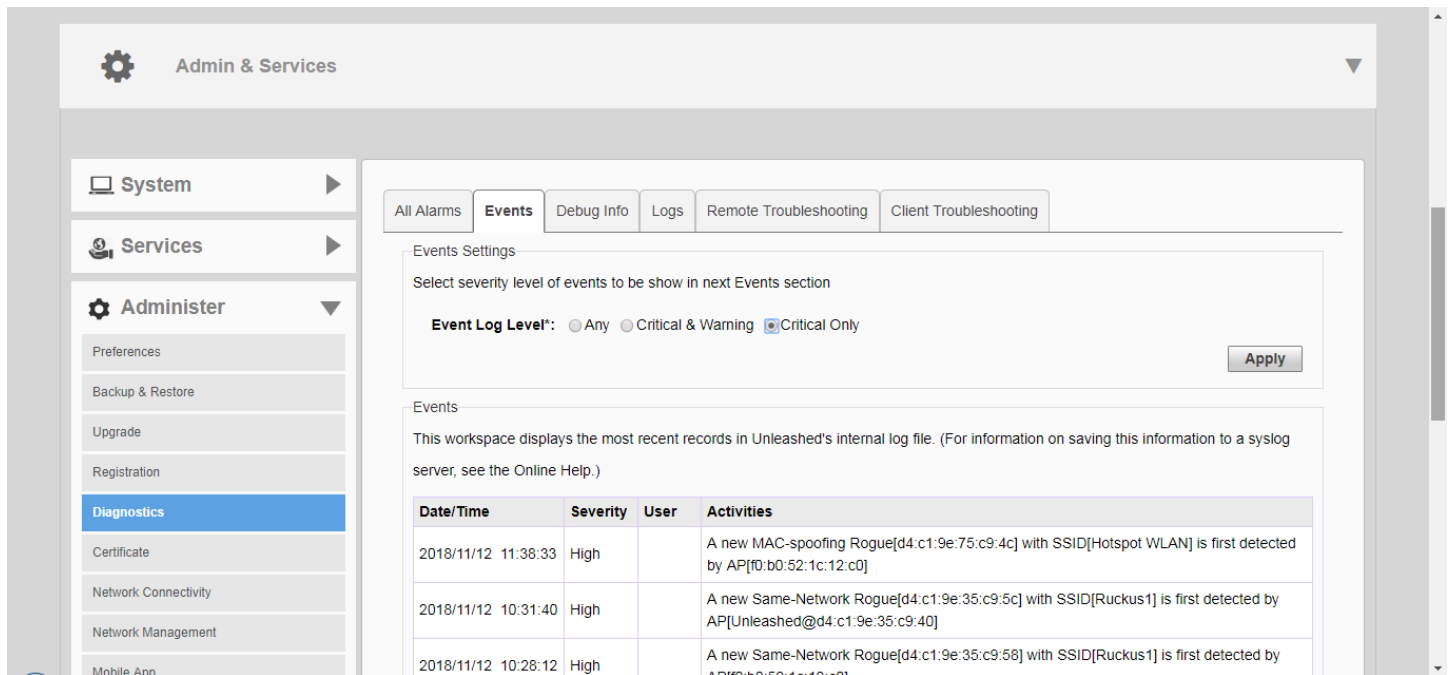 Admin & Services
System
Services
Administer
Preferences
Backup & Restore
Upgrade
Registration
Diagnostics
Certificate
Network Connectivity
Network Management
Mobile App
All Alarms
Events
Debug Info
Logs
Remote Troubleshooting
Client Troubleshooting
Events Settings
Select severity level of events to be show in next Events section
Event Log Level*: Any Critical & Warning Critical Only
Apply
Events
This workspace displays the most recent records in Unleashed's internal log file. (For information on saving this information to a syslog
server, see the Online Help.)
Date/Time Severity User Activities
2018/11/12 11:38:33 High A new MAC-spoofing Rogue[d4:c1:9e:75:c9:4c] with SSID[Hotspot WLAN] is first detected
by AP[f0:b0:52:1c:12:c0]
2018/11/12 10:31:40 High A new Same-Network Rogue[d4:c1:9e:35:c9:5c] with SSID[Ruckus1] is first detected by
AP[Unleashed@d4:c1:9e:35:c9:40]
2018/11/12 10:28:12 High A new Same-Network Rogue[d4:c1:9e:35:c9:58] with SSID[Ruckus1] is first detected by